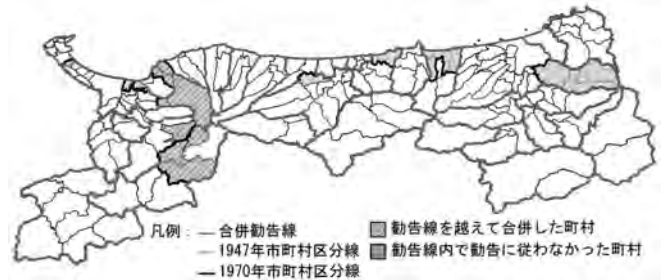 凡例： ― 合併勧告線
― 1947年市町村区分線
― 1970年市町村区分線
勧告線を越えて合併した町村
勧告線内で勧告に従わなかった町村